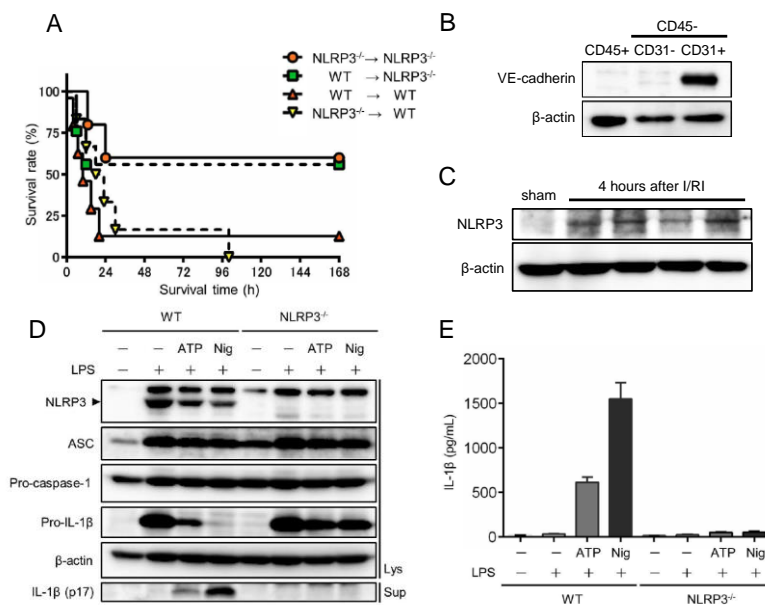 A
NLRP3-/- → NLRP3-/-
WT → NLRP3-/-
WT → WT
NLRP3-/- → WT
Survival rate (%)
100
75
50
25
0
0 24 48 72 96 120 144 168
Survival time (h)
B
CD45-
CD45+ CD31- CD31+
VE-cadherin
β-actin
C
sham 4 hours after I/RI
NLRP3
β-actin
D
WT NLRP3-/-
– – ATP Nig – – ATP Nig
LPS – + + + – + + +
NLRP3
ASC
Pro-caspase-1
Pro-IL-1β
β-actin
Lys
IL-1β (p17)
Sup
E
IL-1β (pg/mL)
2000
1500
1000
500
0
– – ATP Nig – – ATP Nig
LPS – + + + – + + +
WT NLRP3-/-